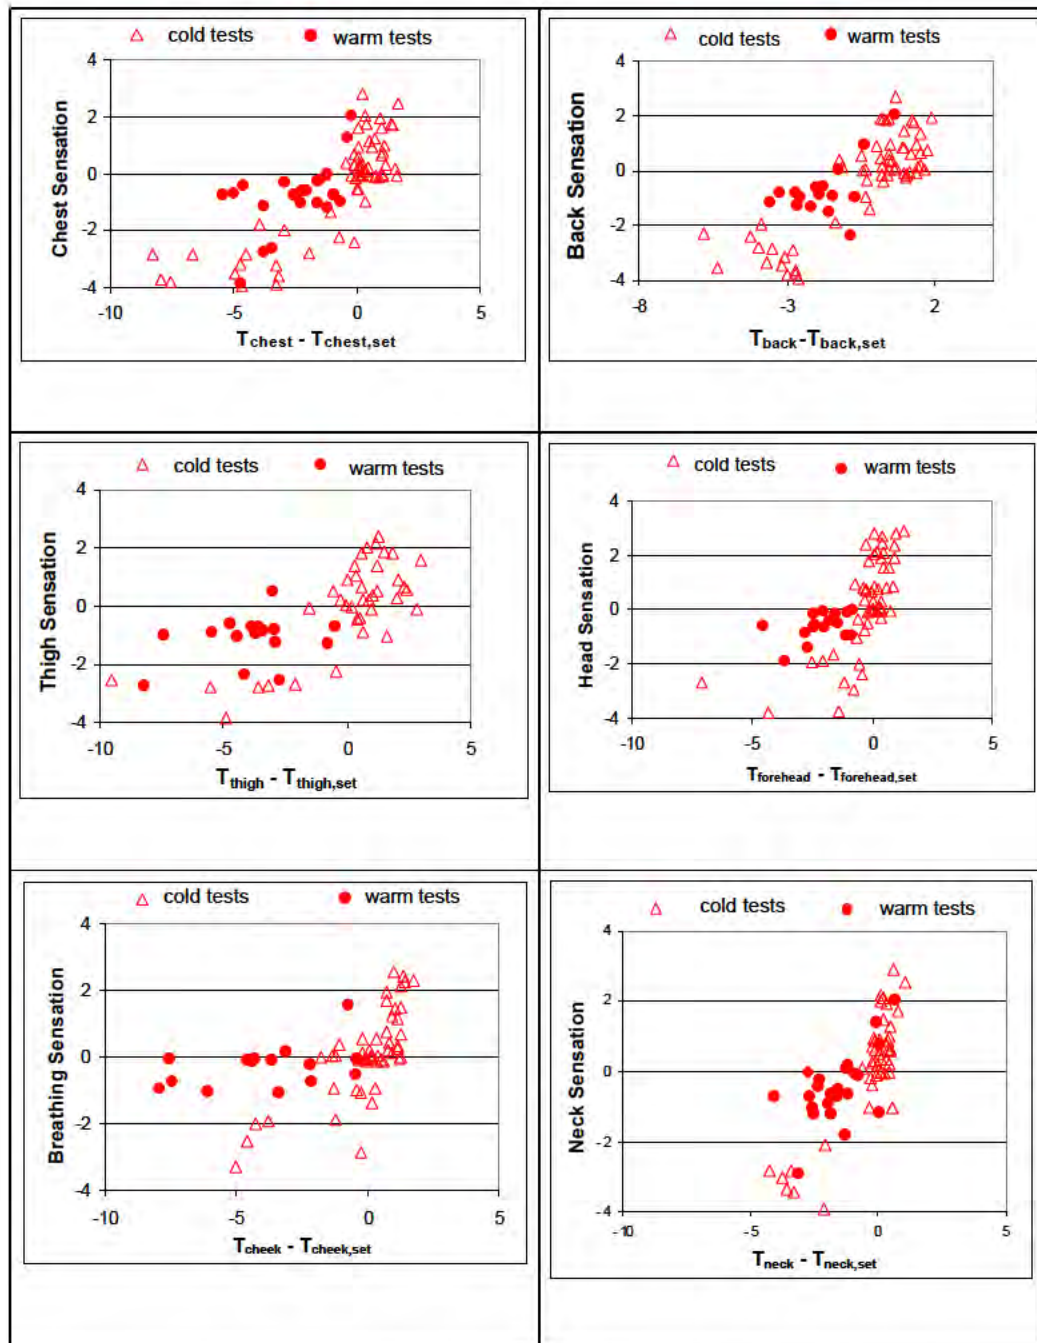 cold tests warm tests
4
2
0
-2
-4
-10 -5 0 5
Chest Sensation
Tchest - Tchest,set
cold tests warm tests
4
2
0
-2
-4
-8 -3 2
Back Sensation
Tback-Tback,set
cold tests warm tests
4
2
0
-2
-4
-10 -5 0 5
Thigh Sensation
Tthigh - Tthigh,set
cold tests warm tests
4
2
0
-2
-4
-10 -5 0 5
Head Sensation
Tforehead - Tforehead,set
cold tests warm tests
4
2
0
-2
-4
-10 -5 0 5
Breathing Sensation
Tcheek - Tcheek,set
cold tests warm tests
4
2
0
-2
-4
-10 -5 0 5
Neck Sensation
Tneck - Tneck,set